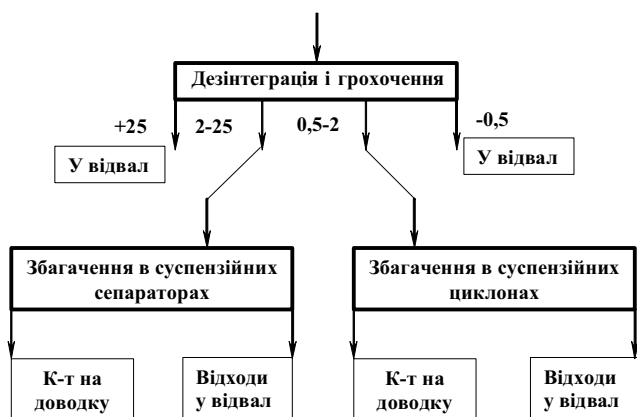 Дезінтеграція і грохочення
+25
2-25
0,5-2
-0,5
У відвал
У відвал
Збагачення в суспензійних
сепараторах
Збагачення в суспензійних
циклонах
К-т на
доводку
Відходи
у відвал
К-т на
доводку
Відходи
у відвал